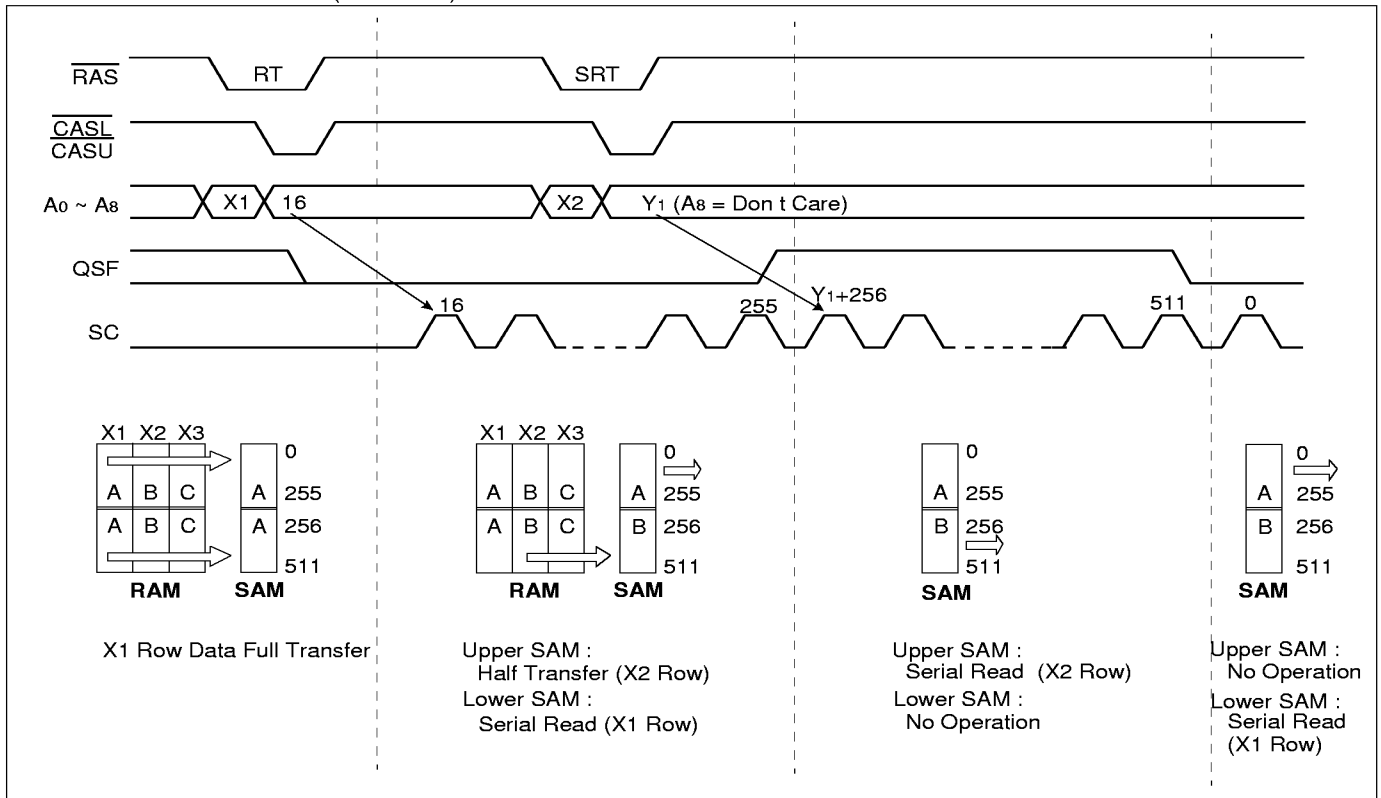 RAS
RT
SRT
CASL
CASU
A0 ~ A8
X1
16
X2
Y1 (A8 = Don t Care)
QSF
SC
16
255
Y1+256
511
0
X1 X2 X3
A B C
A B C
RAM
A
A
SAM
0
255
256
511
X1 X2 X3
A B C
A B C
RAM
A
B
SAM
0
255
256
511
A
B
SAM
0
255
256
511
A
B
SAM
0
255
256
511
X1 Row Data Full Transfer
Upper SAM :
Half Transfer (X2 Row)
Lower SAM :
Serial Read (X1 Row)
Upper SAM :
Serial Read (X2 Row)
Lower SAM :
No Operation
Upper SAM :
No Operation
Lower SAM :
Serial Read
(X1 Row)